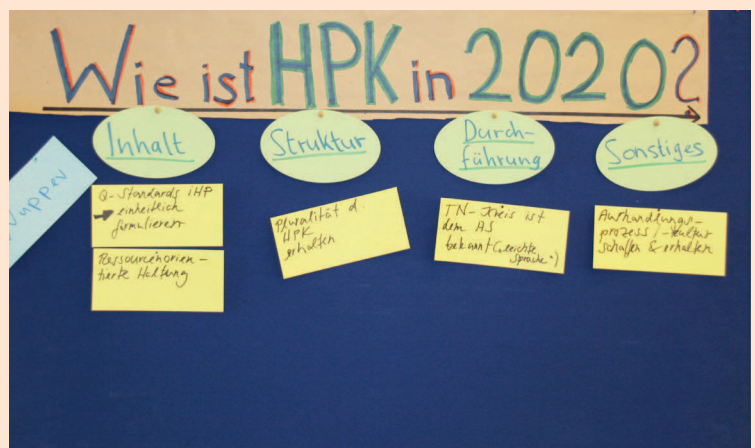 Wie ist HPK in 2020?
Inhalt
Struktur
Durch-
führung
Sonstiges
Q-Standards iHP
einheitlich
formulieren
Ressourcenorien-
tierte Haltung
Pluralität d.
HPK
erhalten
TN-Kreis ist
dem AS
bekannt (leichte
Sprache*)
Aushandlungs-
prozess/-kultur
schaffen & erhalten